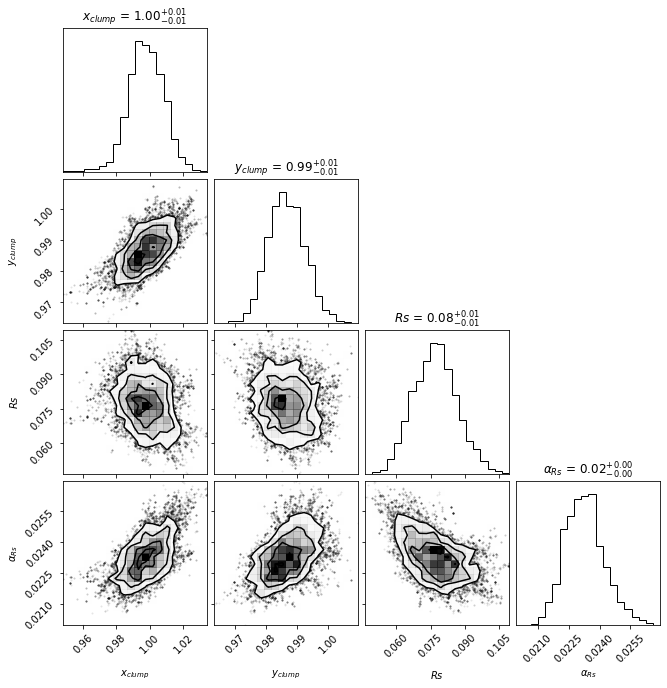 x_clump = 1.00+0.01−0.01
y_clump = 0.99+0.01−0.01
1.00
0.99
0.98
0.97
y_clump
Rs = 0.08+0.01−0.01
0.105
0.090
0.075
0.060
Rs
α_Rs = 0.02+0.00−0.00
0.0255
0.0240
0.0225
0.0210
α_Rs
0.96 0.98 1.00 1.02
0.97 0.98 0.99 1.00
0.060 0.075 0.090 0.105
0.0210 0.0225 0.0240 0.0255
x_clump y_clump Rs α_Rs